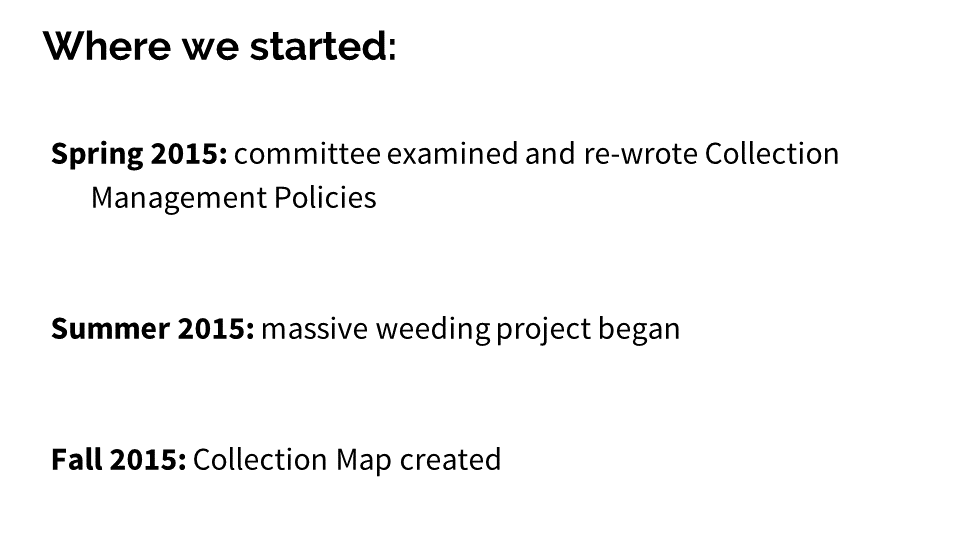 Where we started:
Spring 2015: committee examined and re-wrote Collection
Management Policies
Summer 2015: massive weeding project began
Fall 2015: Collection Map created